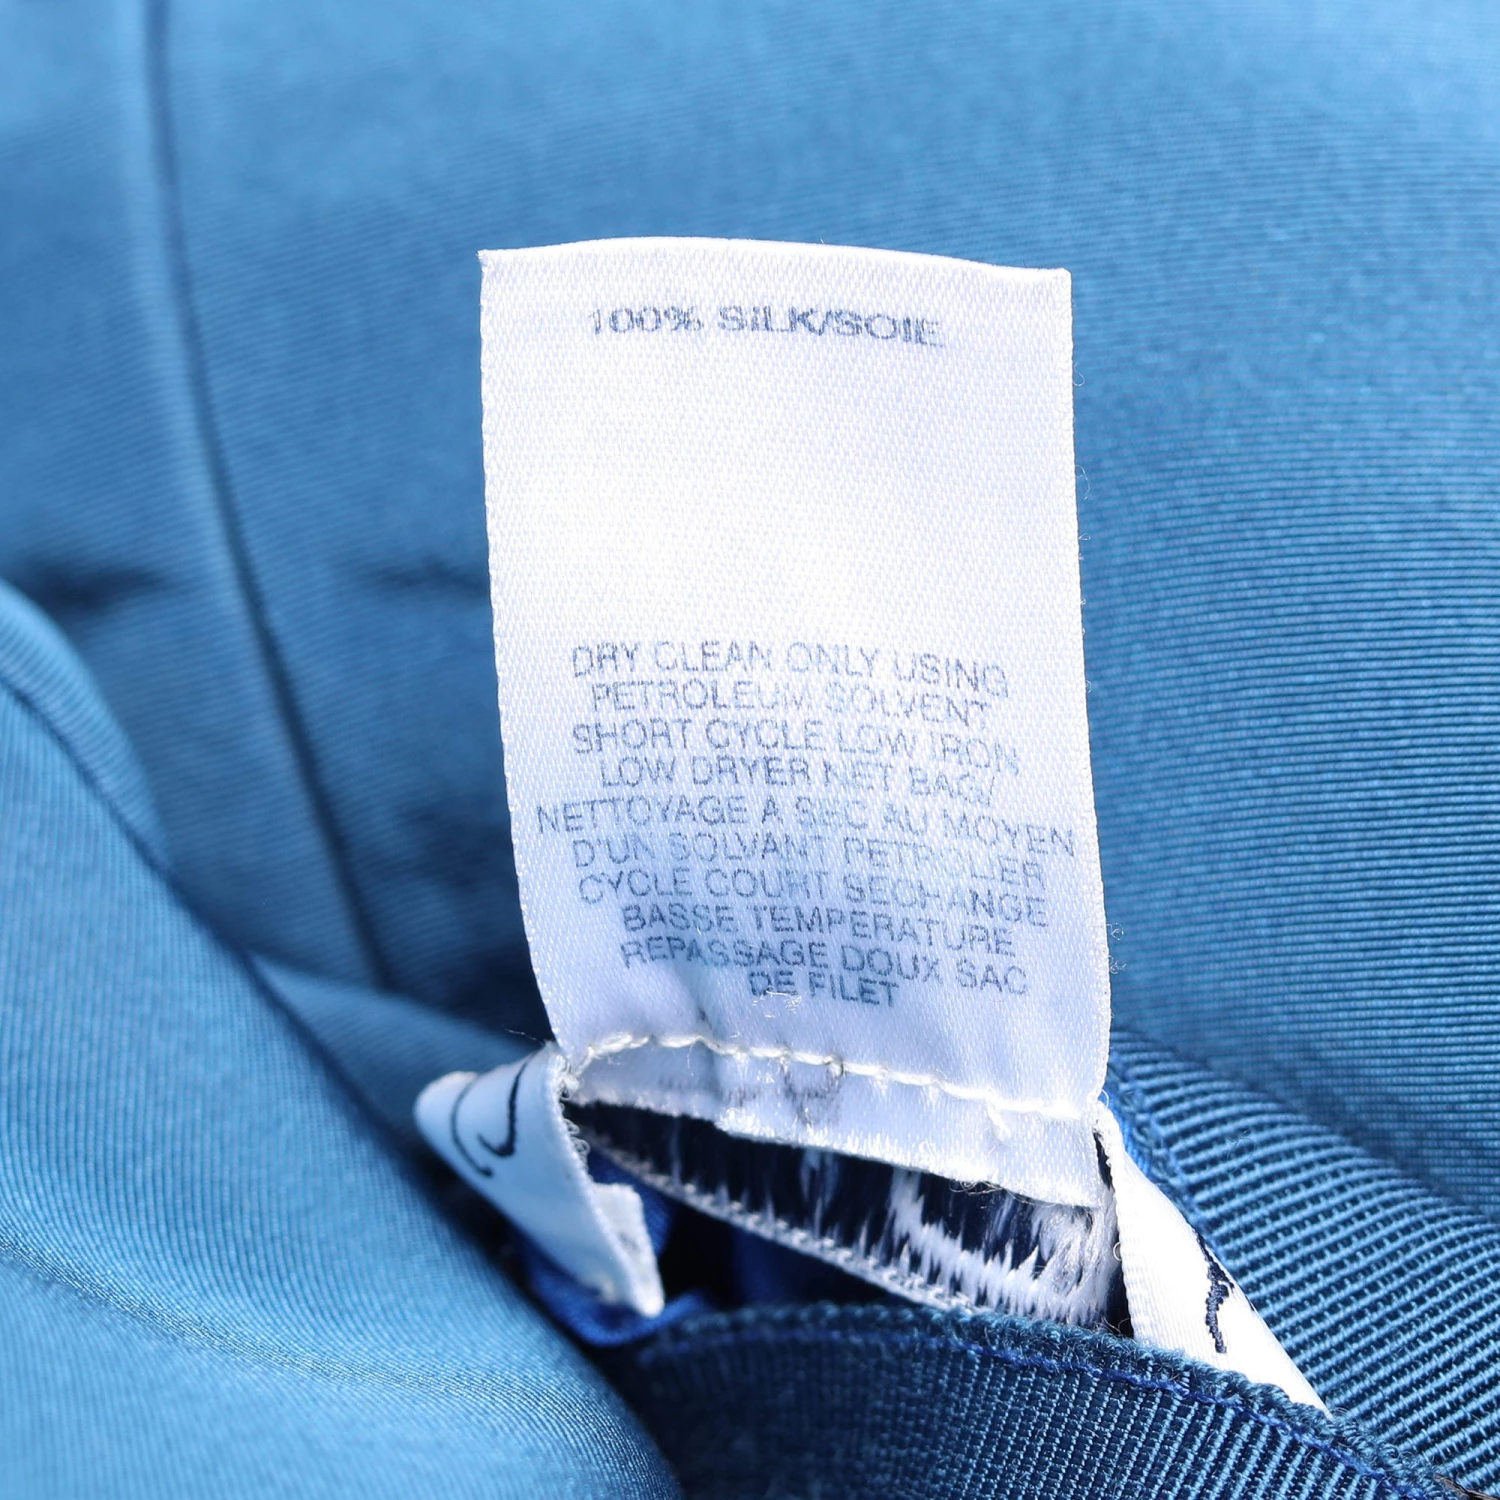 100% SILK/SOIE
DRY CLEAN ONLY USING
PETROLEUM SOLVENT
SHORT CYCLE LOW IRON
LOW DRYER NET BAG/
NETTOYAGE A SEC AU MOYEN
D'UN SOLVANT PETROLIER
CYCLE COURT SECHANGE
BASSE TEMPERATURE
REPASSAGE DOUX SAC
DE FILET